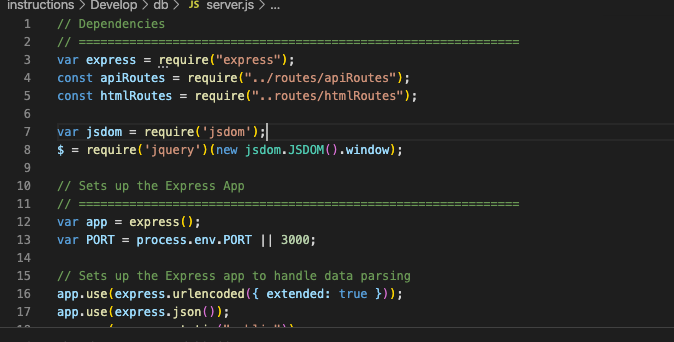 instructions > Develop > db > JS server.js > ...
1 // Dependencies
2 // =============================================================
3 var express = require("express");
4 const apiRoutes = require("../routes/apiRoutes");
5 const htmlRoutes = require("..routes/htmlRoutes");
6
7 var jsdom = require('jsdom');
8 $ = require('jquery')(new jsdom.JSDOM().window);
9
10 // Sets up the Express App
11 // =============================================================
12 var app = express();
13 var PORT = process.env.PORT || 3000;
14
15 // Sets up the Express app to handle data parsing
16 app.use(express.urlencoded({ extended: true }));
17 app.use(express.json());